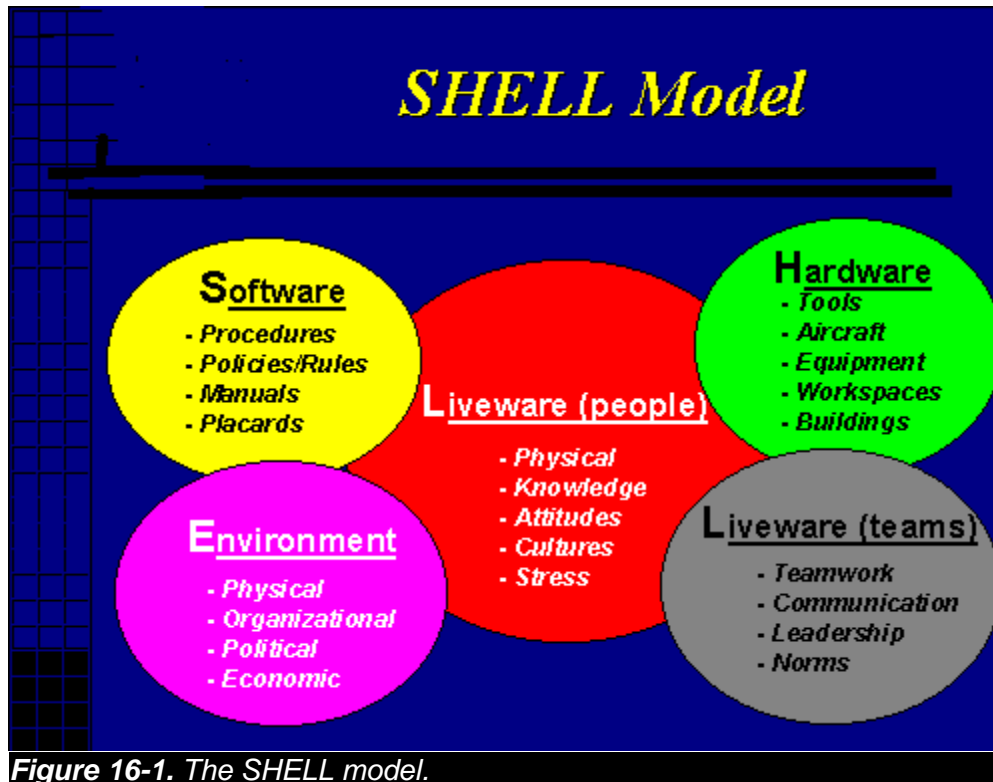 SHELL Model
Software
- Procedures
- Policies/Rules
- Manuals
- Placards
Hardware
- Tools
- Aircraft
- Equipment
- Workspaces
- Buildings
Liveware (people)
- Physical
- Knowledge
- Attitudes
- Cultures
- Stress
Environment
- Physical
- Organizational
- Political
- Economic
Liveware (teams)
- Teamwork
- Communication
- Leadership
- Norms
Figure 16-1. The SHELL model.